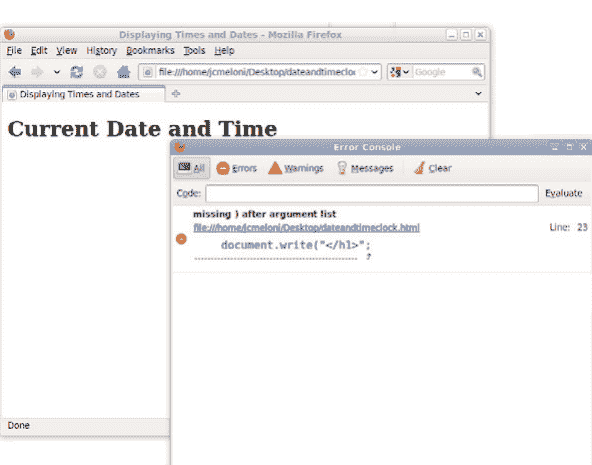 Displaying Times and Dates - Mozilla Firefox
File Edit View History Bookmarks Tools Help
file:///home/jcmeloni/Desktop/dateandtimeclo
Google
Displaying Times and Dates
Current Date and Time
Error Console
All Errors Warnings Messages Clear
Code: Evaluate
missing ) after argument list
file:///home/jcmeloni/Desktop/dateandtimeclock.html Line: 23
document.write("</h1>";
Done